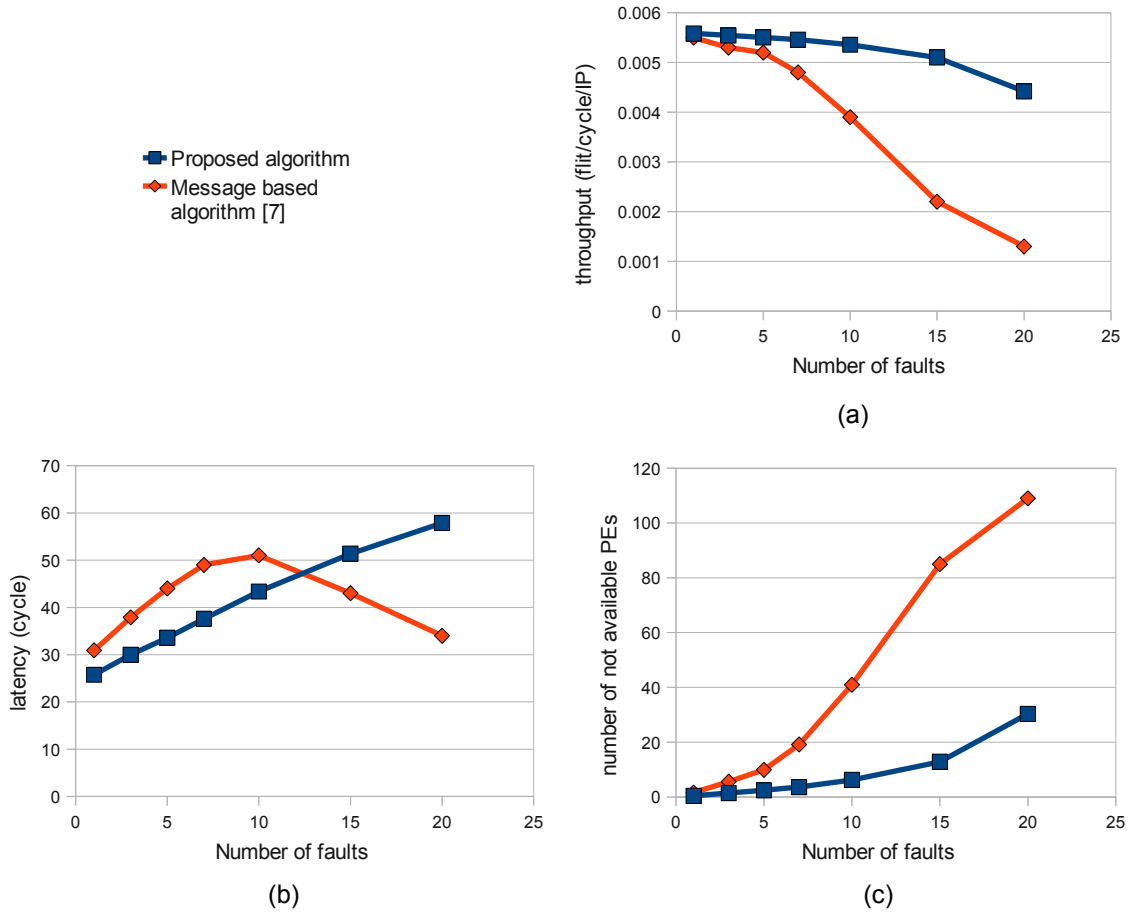 0.006
0.005
0.004
0.003
0.002
0.001
0
0 5 10 15 20 25
throughput (flit/cycle/IP)
Number of faults
(a)
Proposed algorithm
Message based
algorithm [7]
70
60
50
40
30
20
10
0
0 5 10 15 20 25
latency (cycle)
Number of faults
(b)
120
100
80
60
40
20
0
0 5 10 15 20 25
number of not available PEs
Number of faults
(c)